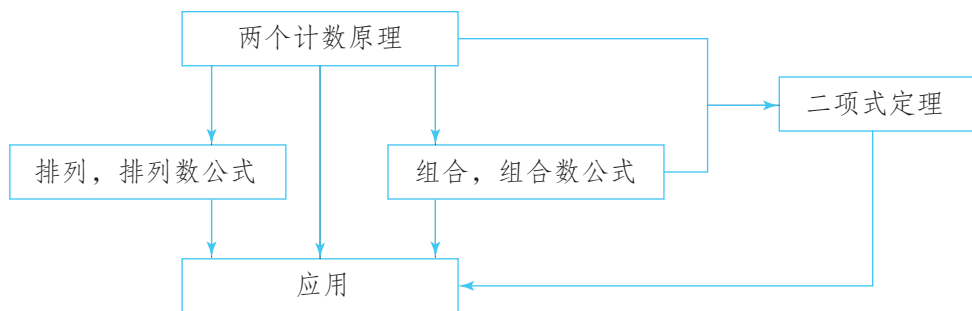 两个计数原理
二项式定理
排列，排列数公式
组合，组合数公式
应用